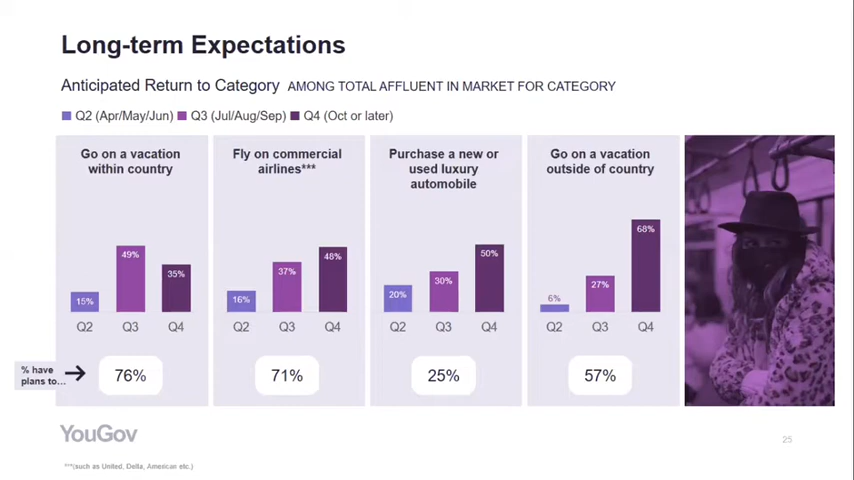 Long-term Expectations
Anticipated Return to Category AMONG TOTAL AFFLUENT IN MARKET FOR CATEGORY
Q2 (Apr/May/Jun) Q3 (Jul/Aug/Sep) Q4 (Oct or later)
Go on a vacation
within country
15%
49%
35%
Q2 Q3 Q4
Fly on commercial
airlines***
16%
37%
48%
Q2 Q3 Q4
Purchase a new or
used luxury
automobile
20%
30%
50%
Q2 Q3 Q4
Go on a vacation
outside of country
6%
27%
68%
Q2 Q3 Q4
% have
plans to...
76%
71%
25%
57%
YouGov
25
***(such as United, Delta, American etc.)